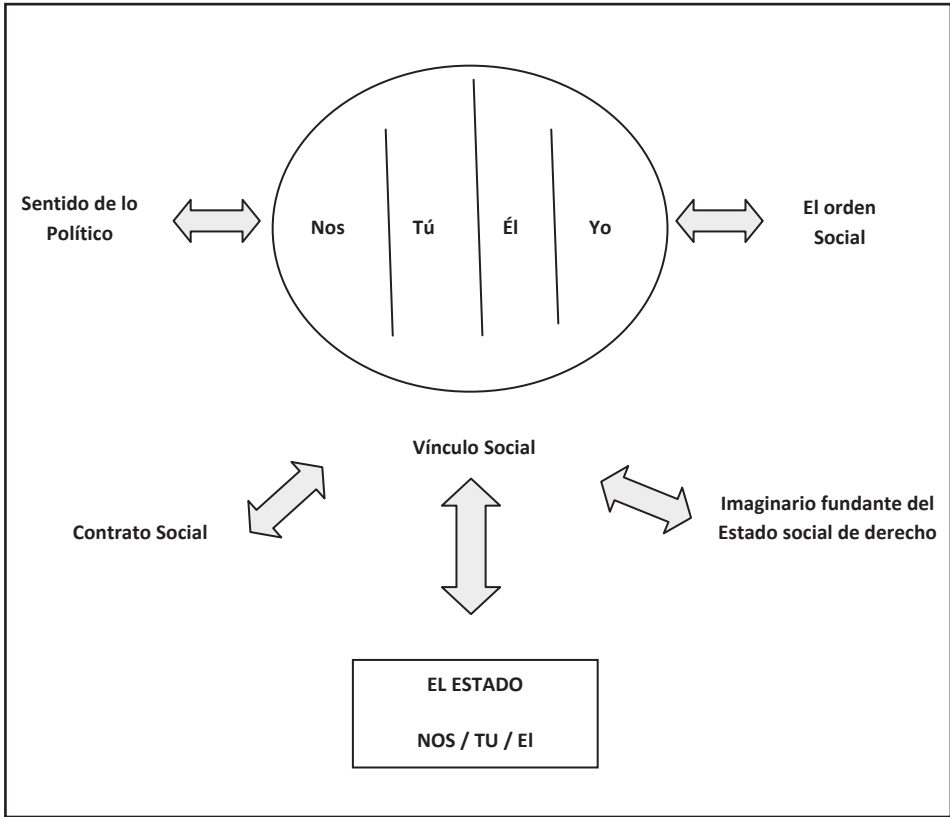 Sentido de lo
Político
Nos
Tú
Él
Yo
El orden
Social
Vínculo Social
Contrato Social
Imaginario fundante del
Estado social de derecho
EL ESTADO
NOS / TU / El